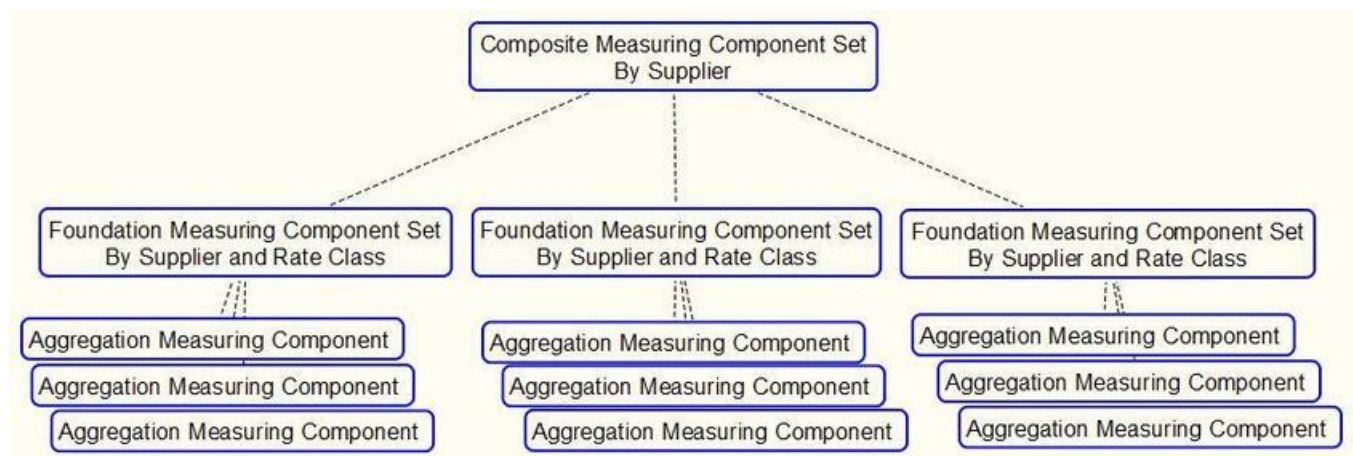 Composite Measuring Component Set
By Supplier
Foundation Measuring Component Set
By Supplier and Rate Class
Foundation Measuring Component Set
By Supplier and Rate Class
Foundation Measuring Component Set
By Supplier and Rate Class
Aggregation Measuring Component
Aggregation Measuring Component
Aggregation Measuring Component
Aggregation Measuring Component
Aggregation Measuring Component
Aggregation Measuring Component
Aggregation Measuring Component
Aggregation Measuring Component
Aggregation Measuring Component